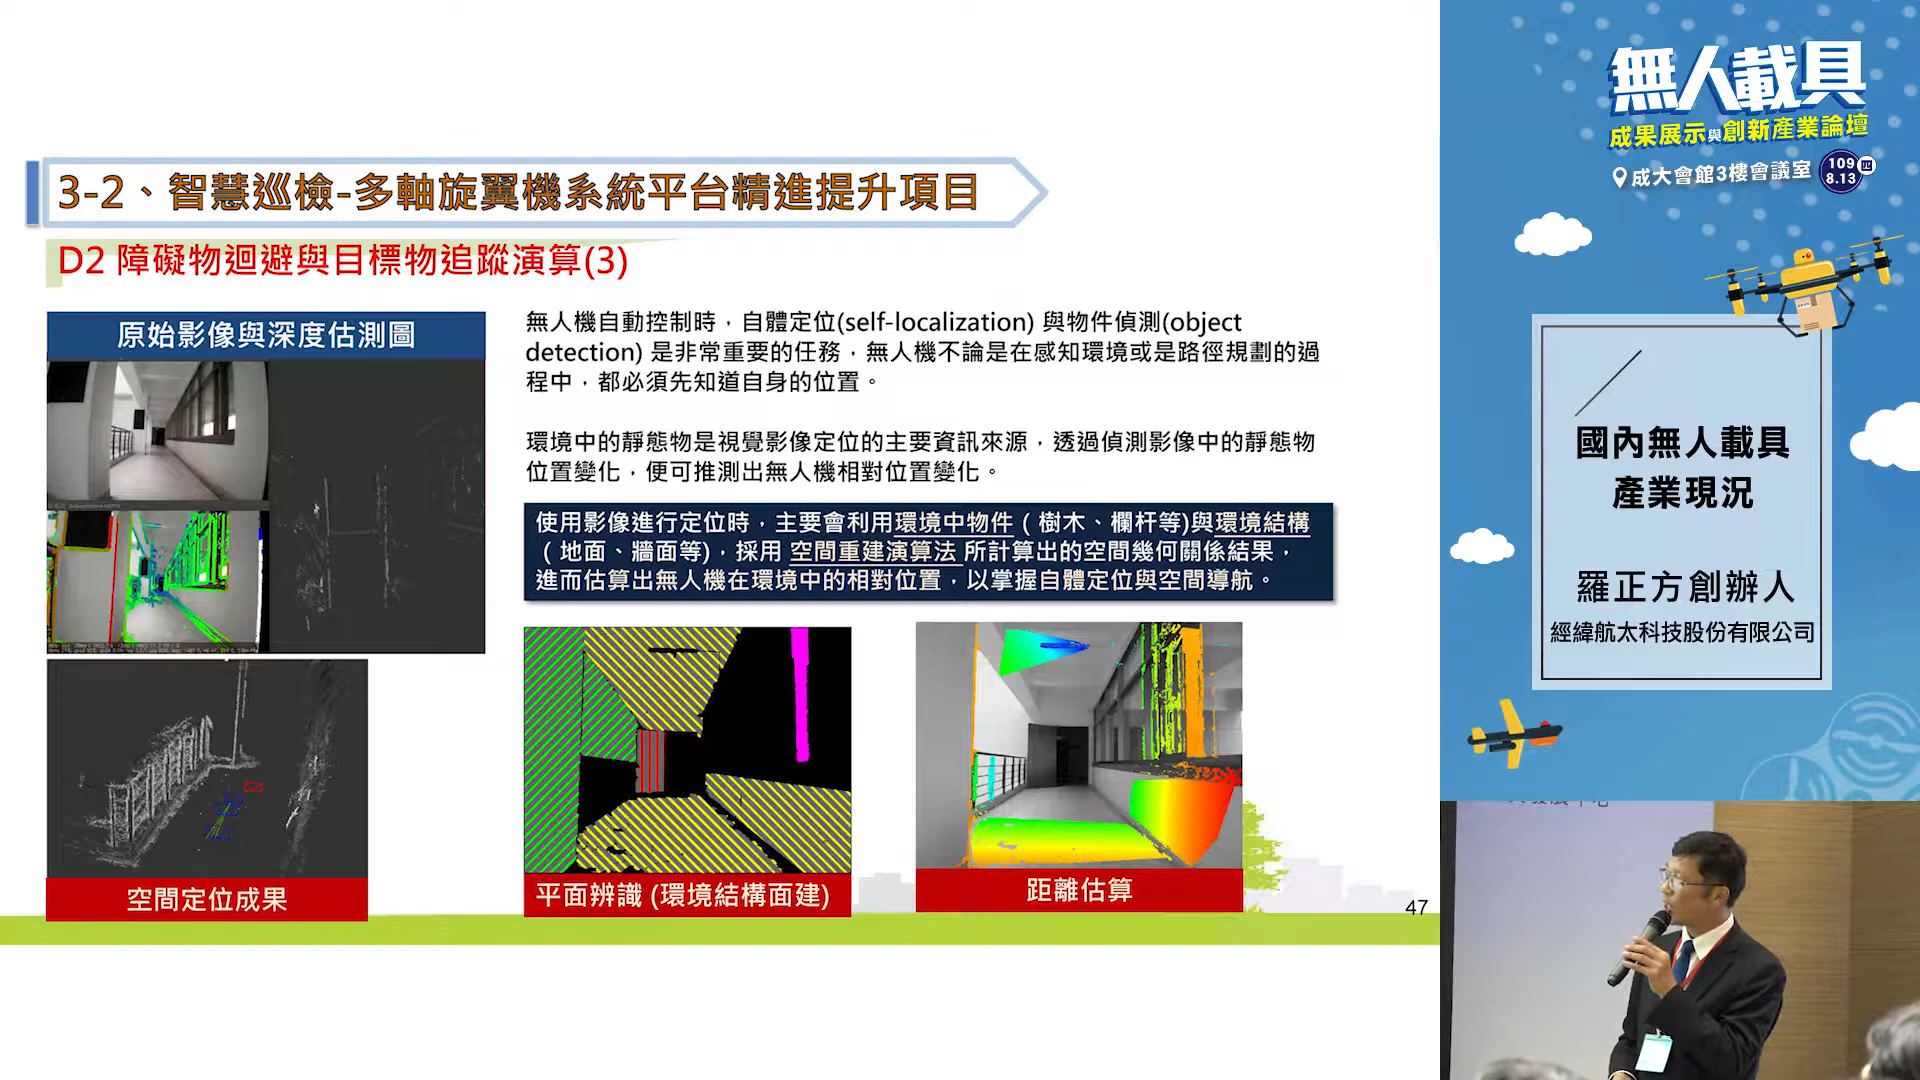 3-2、智慧巡檢-多軸旋翼機系統平台精進提升項目
D2 障礙物迴避與目標物追蹤演算(3)
原始影像與深度估測圖
空間定位成果
無人機自動控制時，自體定位(self-localization) 與物件偵測(object
detection) 是非常重要的任務，無人機不論是在感知環境或是路徑規劃的過
程中，都必須先知道自身的位置。
環境中的靜態物是視覺影像定位的主要資訊來源，透過偵測影像中的靜態物
位置變化，便可推測出無人機相對位置變化。
使用影像進行定位時，主要會利用環境中物件（樹木、欄杆等)與環境結構
（地面、牆面等)，採用 空間重建演算法 所計算出的空間幾何關係結果，
進而估算出無人機在環境中的相對位置，以掌握自體定位與空間導航。
平面辨識 (環境結構面建)
距離估算
47
無人載具
成果展示與創新產業論壇
成大會館3樓會議室
109
8.13
四
國內無人載具
產業現況
羅正方創辦人
經緯航太科技股份有限公司